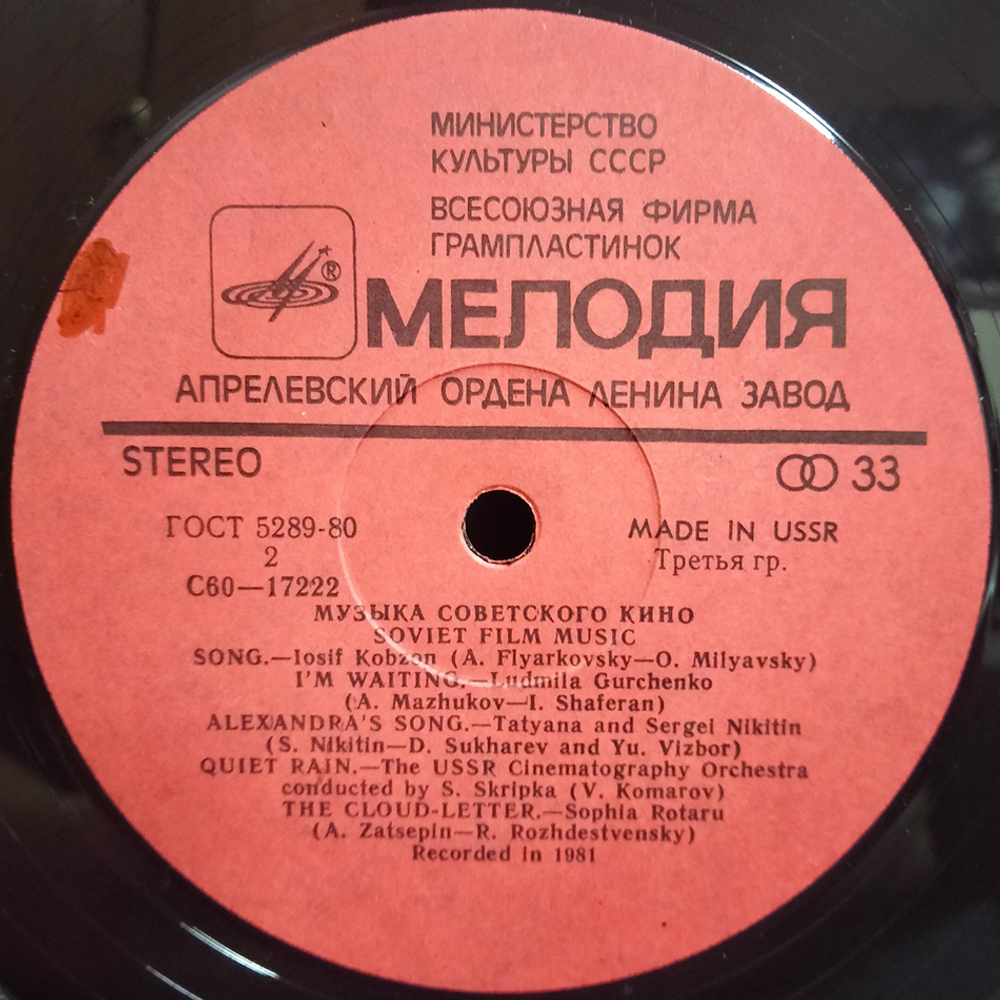 МИНИСТЕРСТВО
КУЛЬТУРЫ СССР
ВСЕСОЮЗНАЯ ФИРМА
ГРАМПЛАСТИНОК
®
МЕЛОДИЯ
АПРЕЛЕВСКИЙ ОРДЕНА ЛЕНИНА ЗАВОД
STEREO 33
ГОСТ 5289-80 MADE IN USSR
2 Третья гр.
С60—17222
МУЗЫКА СОВЕТСКОГО КИНО
SOVIET FILM MUSIC
SONG.—Iosif Kobzon (A. Flyarkovsky—O. Milyavsky)
I'M WAITING.—Ludmila Gurchenko
(A. Mazhukov—I. Shaferan)
ALEXANDRA'S SONG.—Tatyana and Sergei Nikitin
(S. Nikitin—D. Sukharev and Yu. Vizbor)
QUIET RAIN.—The USSR Cinematography Orchestra
conducted by S. Skripka (V. Komarov)
THE CLOUD-LETTER.—Sophia Rotaru
(A. Zatsepin—R. Rozhdestvensky)
Recorded in 1981